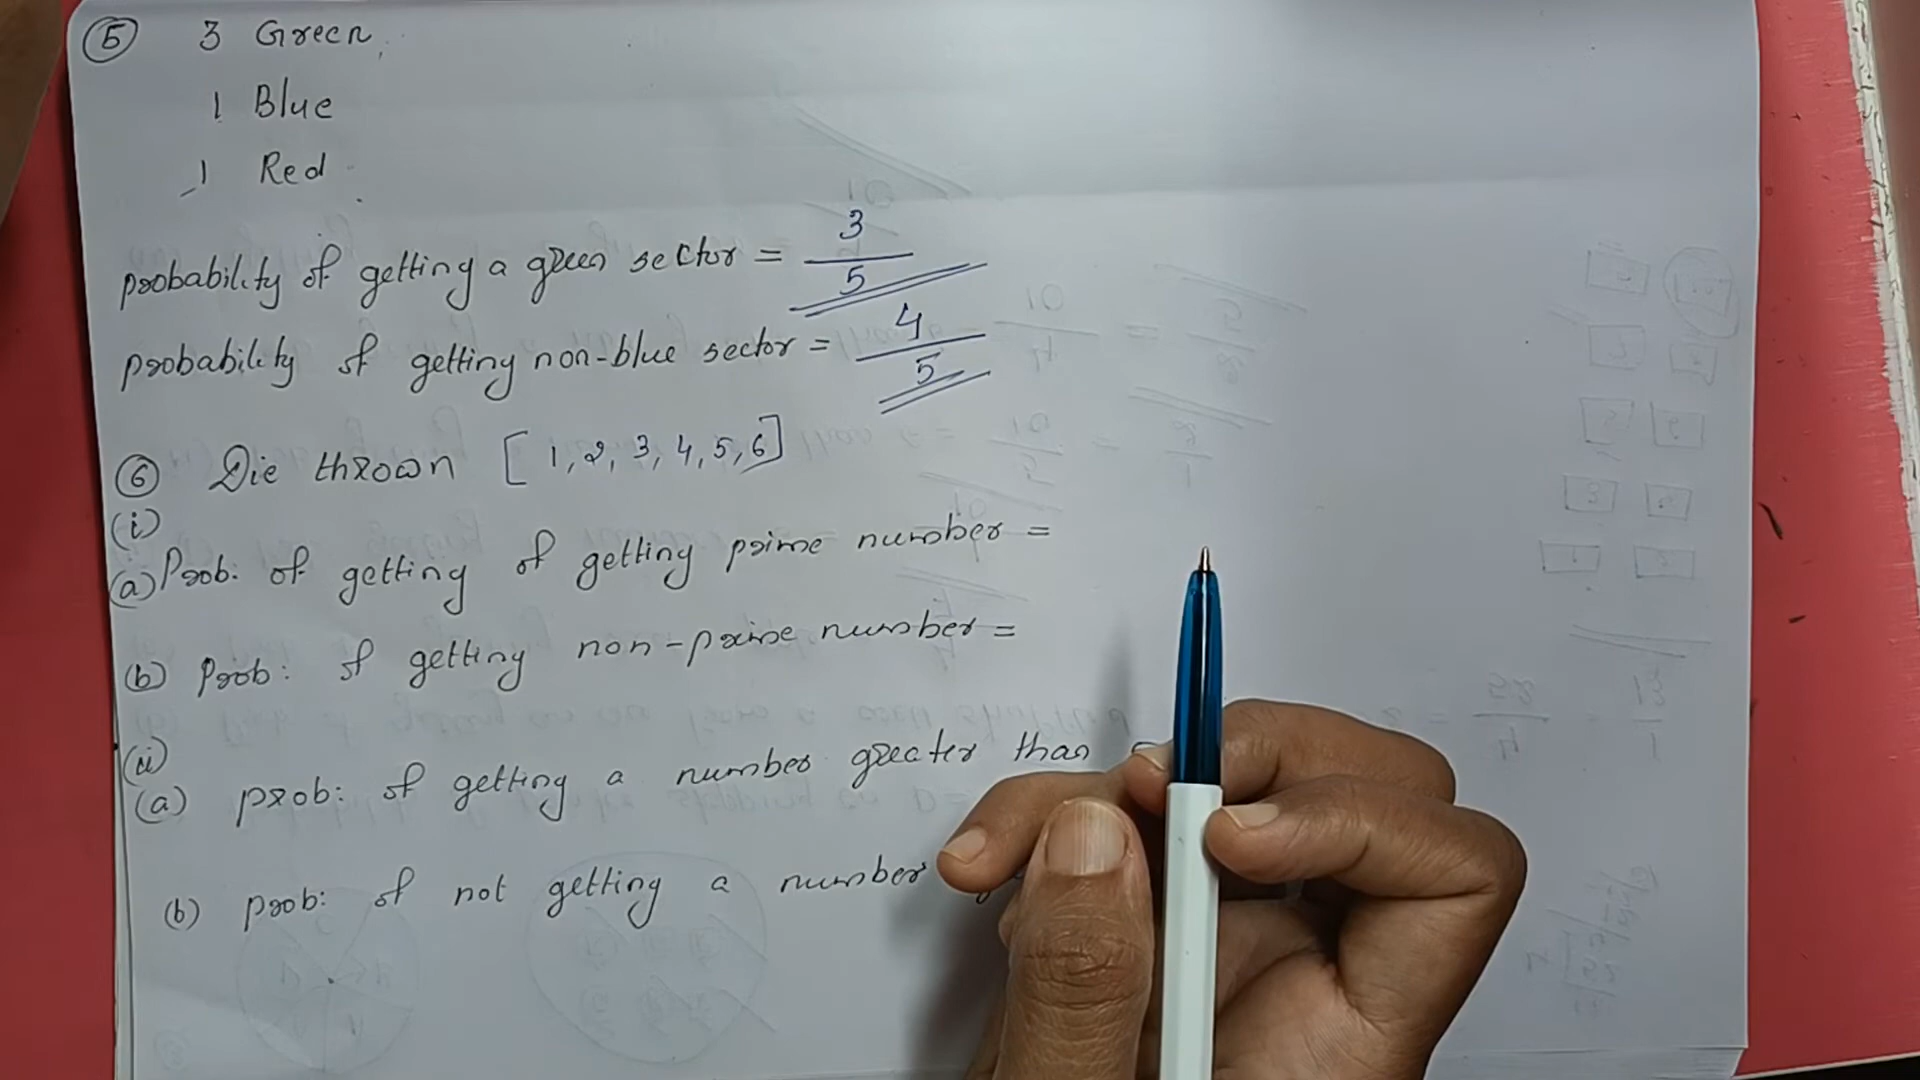 5 3 Green
1 Blue
1 Red
probability of getting a green sector = 3/5
probability of getting non-blue sector = 4/5
6 Die thrown [1, 2, 3, 4, 5, 6]
(i)
(a) Prob: of getting of getting prime number =
(b) Prob: of getting non-prime number =
(ii)
(a) prob: of getting a number greater than
(b) prob: of not getting a number